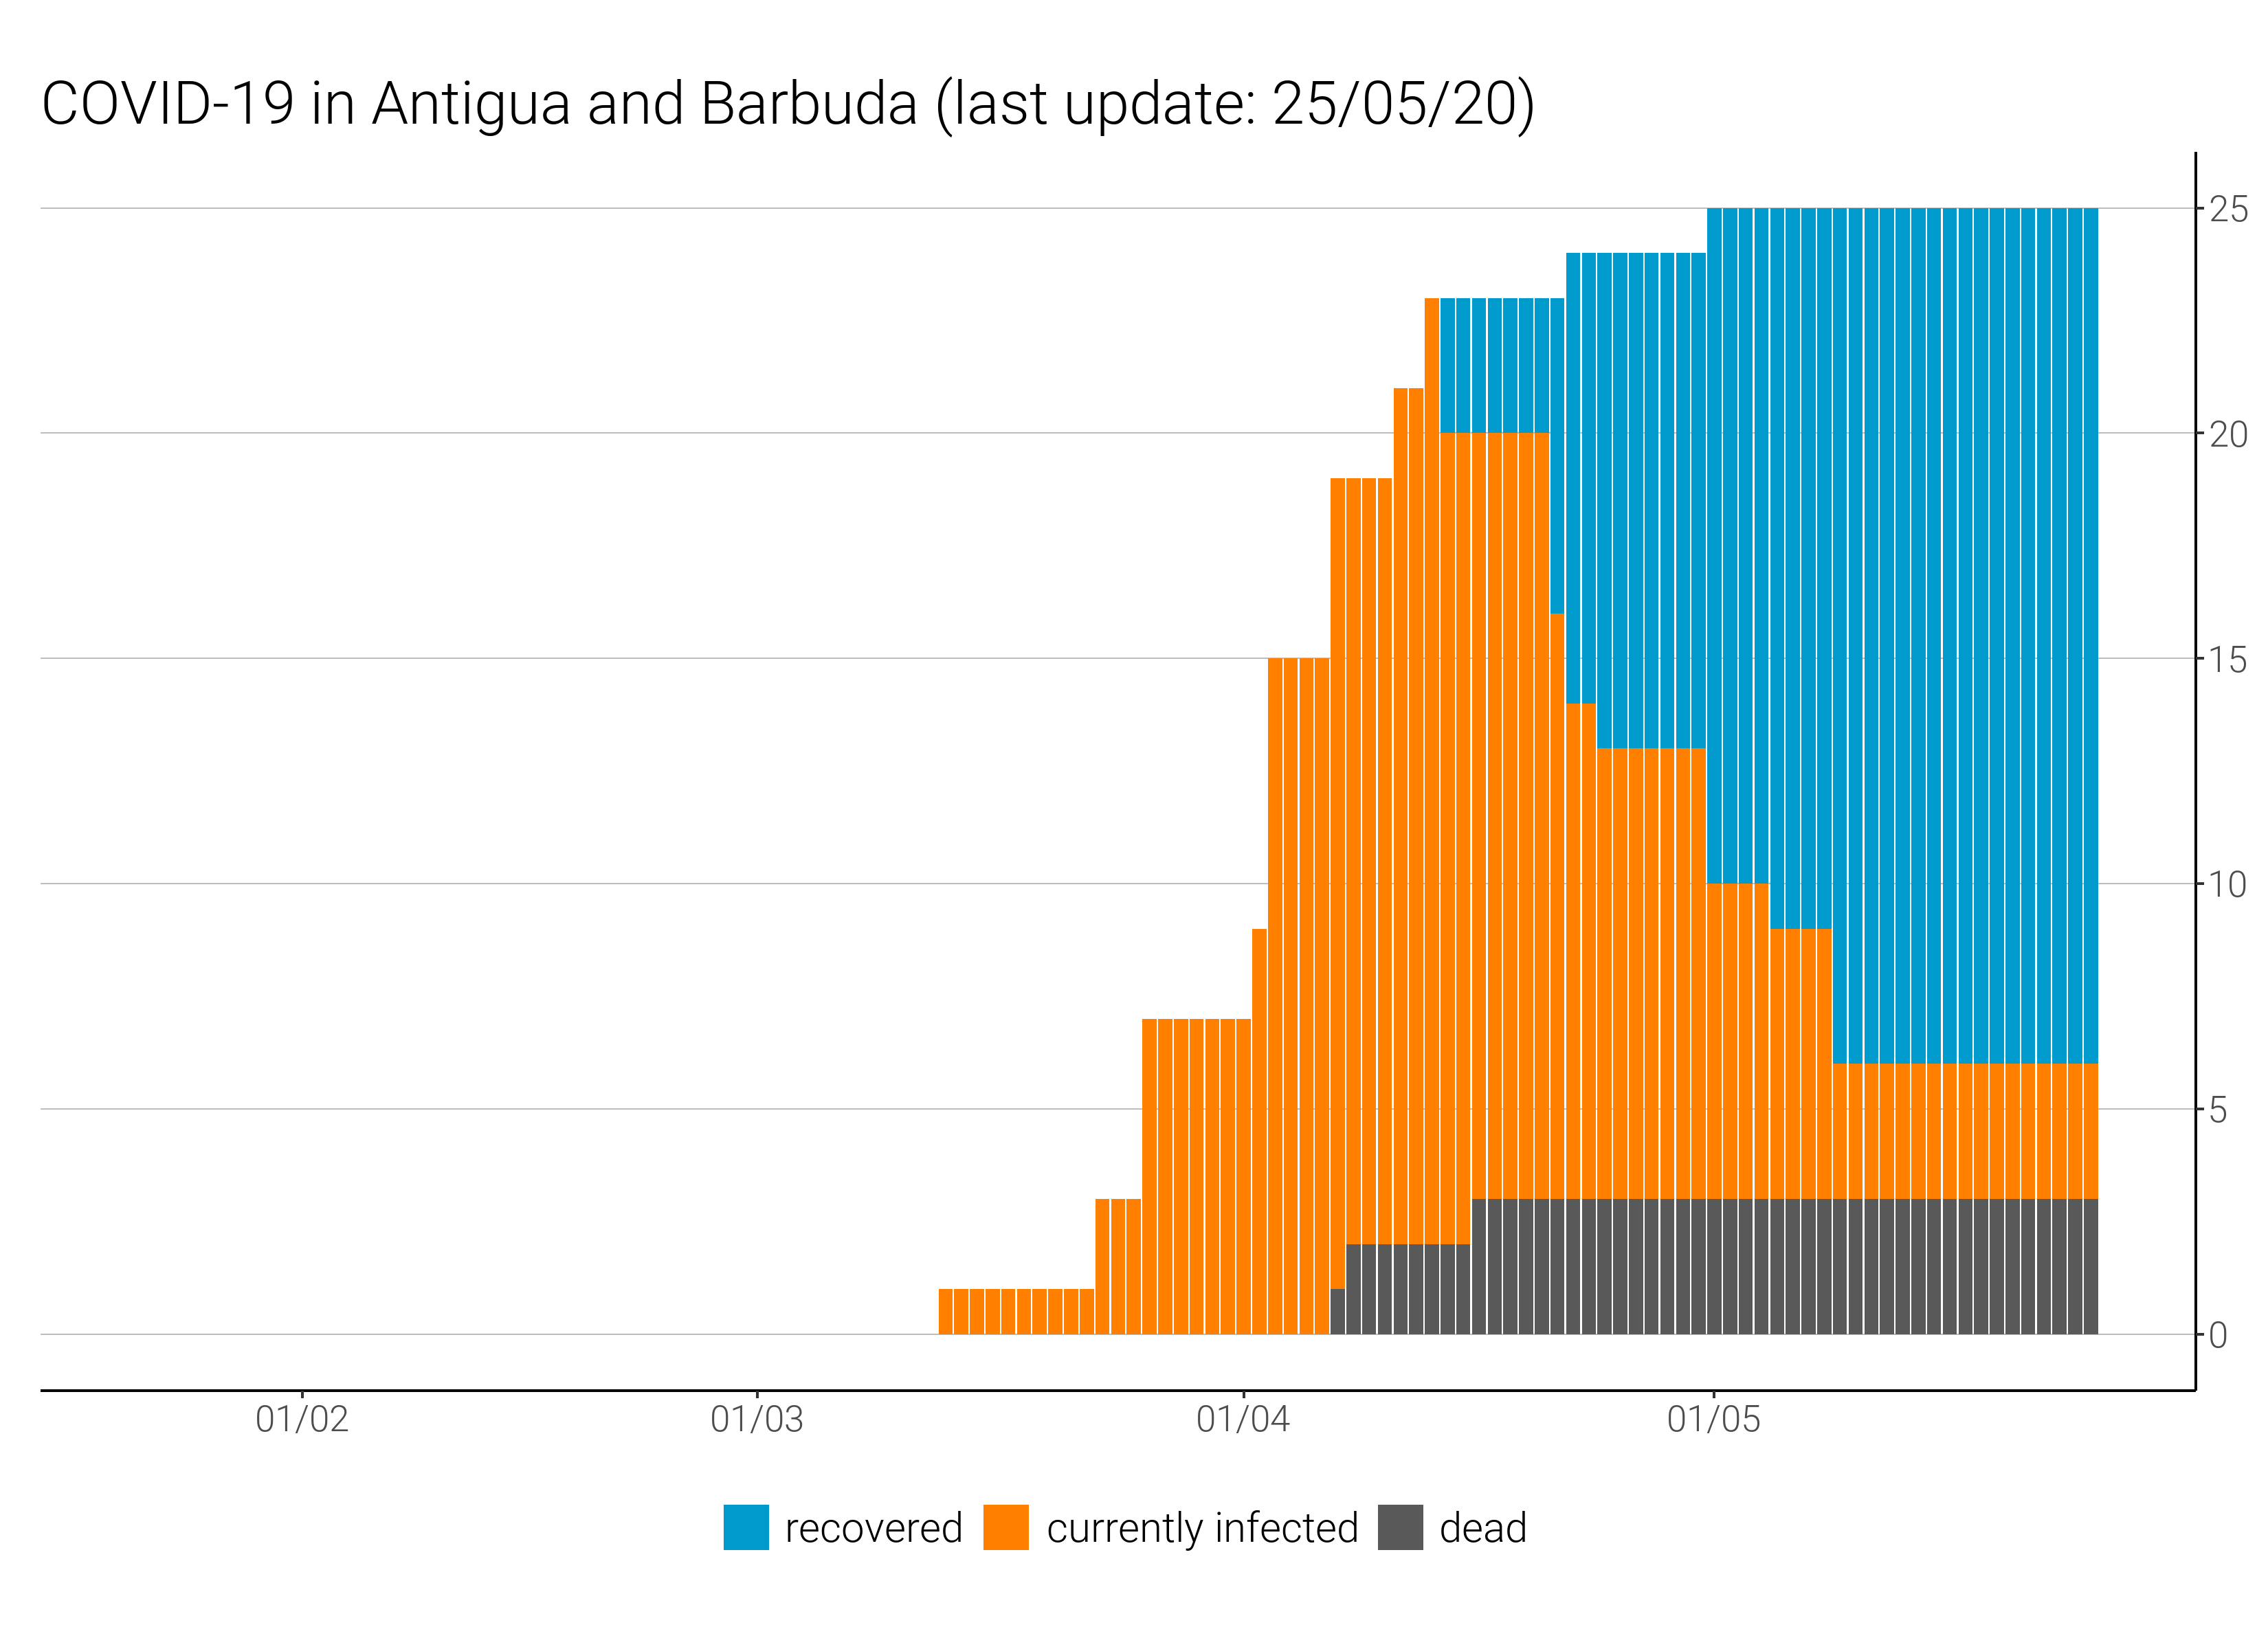 COVID-19 in Antigua and Barbuda (last update: 25/05/20)
25
20
15
10
5
0
01/02 01/03 01/04 01/05
recovered currently infected dead